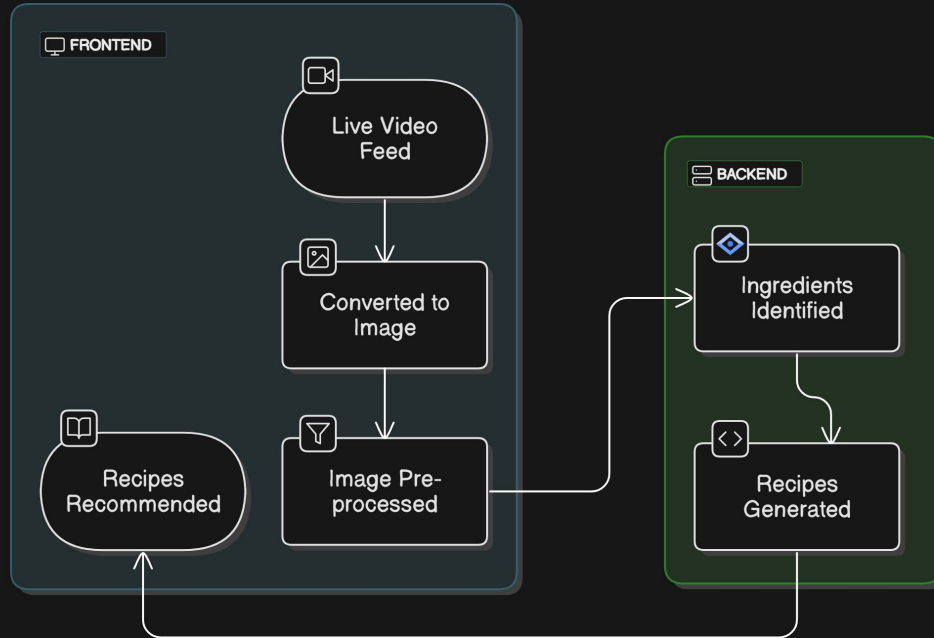 FRONTEND
Live Video
Feed
Converted to
Image
Image Pre-
processed
Recipes
Recommended
BACKEND
Ingredients
Identified
Recipes
Generated